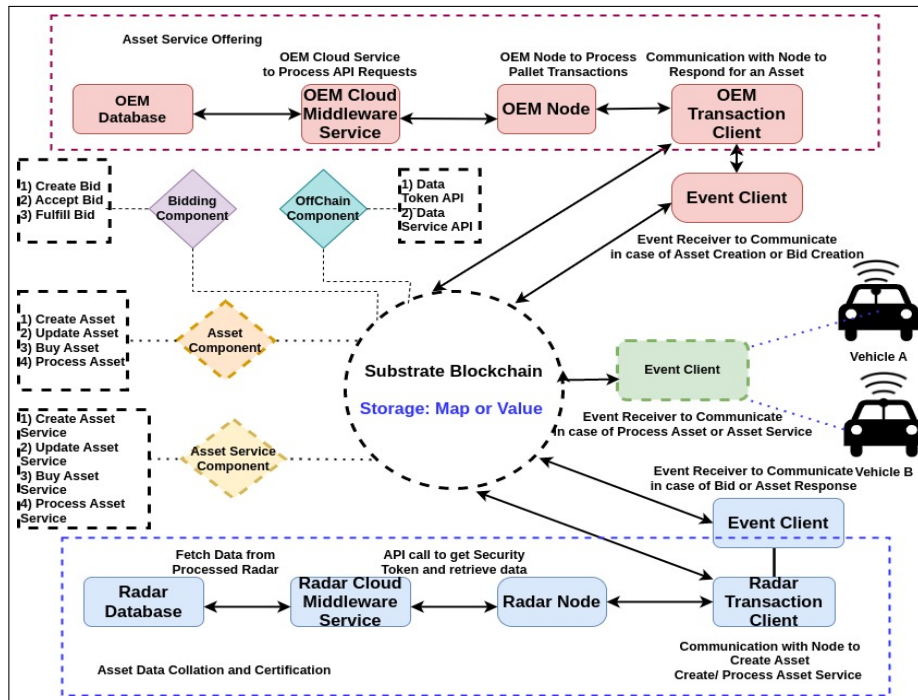 Asset Service Offering
OEM Cloud Service
to Process API Requests
OEM Node to Process
Pallet Transactions
Communication with Node to
Respond for an Asset
OEM
Database
OEM Cloud
Middleware
Service
OEM Node
OEM
Transaction
Client
1) Create Bid
2) Accept Bid
3) Fulfill Bid
Bidding
Component
OffChain
Component
1) Data
Token API
2) Data
Service API
Event Client
Event Receiver to Communicate
in case of Asset Creation or Bid Creation
1) Create Asset
2) Update Asset
3) Buy Asset
4) Process Asset
Asset
Component
Substrate Blockchain
Storage: Map or Value
Event Client
Vehicle A
Event Receiver to Communicate
in case of Process Asset or Asset Service
Vehicle B
1) Create Asset
Service
2) Update Asset
Service
3) Buy Asset
Service
4) Process Asset
Service
Asset Service
Component
Event Receiver to Communicate
in case of Bid or Asset Response
Event Client
Fetch Data from
Processed Radar
API call to get Security
Token and retrieve data
Radar
Database
Radar Cloud
Middleware
Service
Radar Node
Radar
Transaction
Client
Asset Data Collation and Certification
Communication with Node to
Create Asset
Create/ Process Asset Service